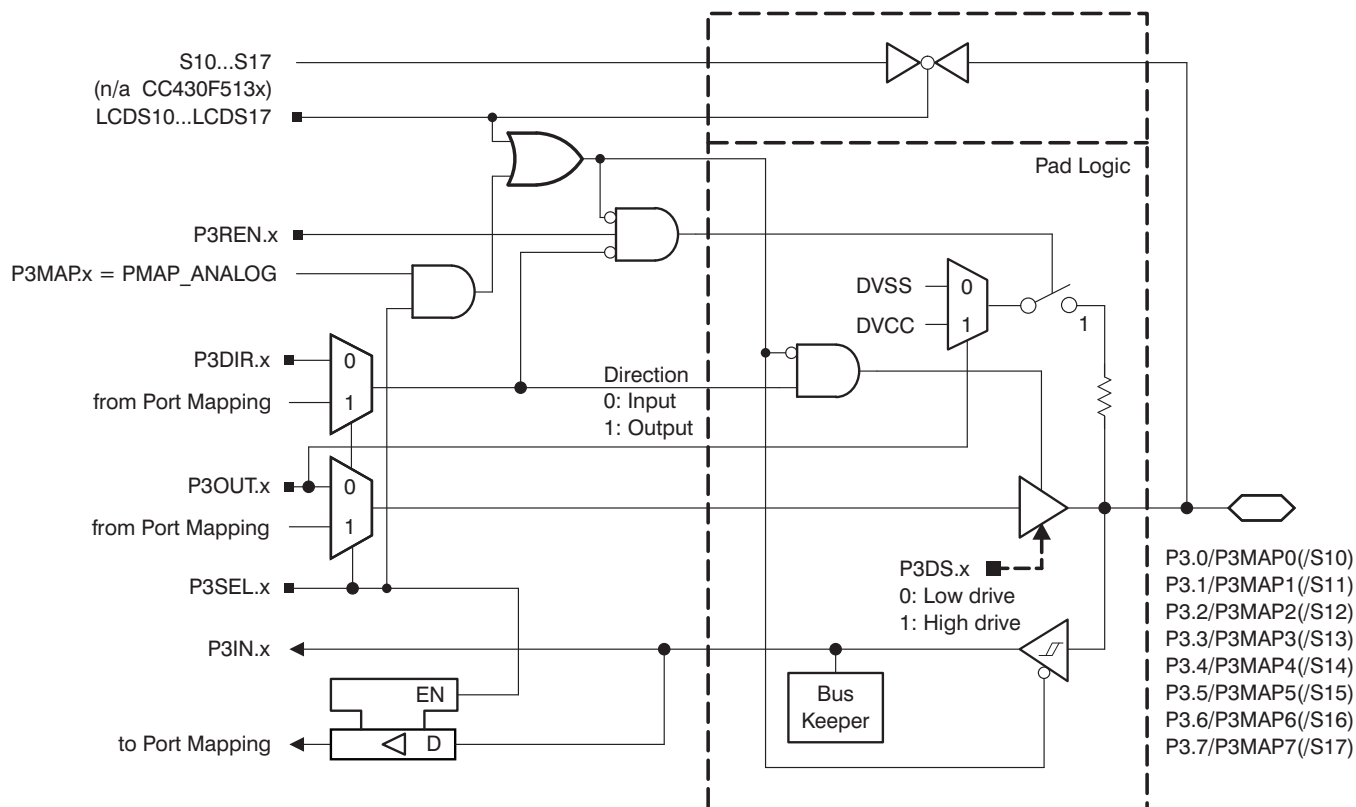 S10...S17
(n/a CC430F513x)
LCDS10...LCDS17
Pad Logic
P3REN.x
P3MAP.x = PMAP_ANALOG
DVSS
0
DVCC
1
1
P3DIR.x
0
from Port Mapping
1
Direction
0: Input
1: Output
P3OUT.x
0
from Port Mapping
1
P3SEL.x
P3DS.x
0: Low drive
1: High drive
P3IN.x
EN
D
to Port Mapping
Bus
Keeper
P3.0/P3MAP0(/S10)
P3.1/P3MAP1(/S11)
P3.2/P3MAP2(/S12)
P3.3/P3MAP3(/S13)
P3.4/P3MAP4(/S14)
P3.5/P3MAP5(/S15)
P3.6/P3MAP6(/S16)
P3.7/P3MAP7(/S17)